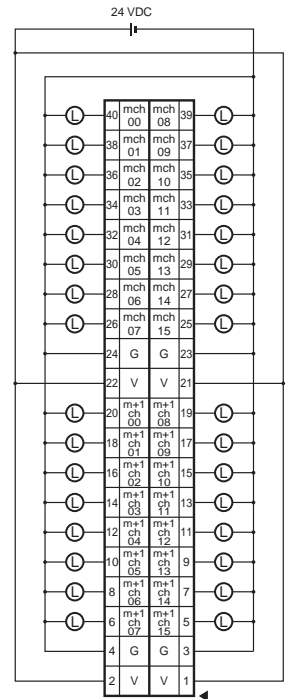 24 VDC
L 40 mch 00 mch 08 39 L
L 38 mch 01 mch 09 37 L
L 36 mch 02 mch 10 35 L
L 34 mch 03 mch 11 33 L
L 32 mch 04 mch 12 31 L
L 30 mch 05 mch 13 29 L
L 28 mch 06 mch 14 27 L
L 26 mch 07 mch 15 25 L
24 G G 23
22 V V 21
L 20 m+1 ch 00 m+1 ch 08 19 L
L 18 m+1 ch 01 m+1 ch 09 17 L
L 16 m+1 ch 02 m+1 ch 10 15 L
L 14 m+1 ch 03 m+1 ch 11 13 L
L 12 m+1 ch 04 m+1 ch 12 11 L
L 10 m+1 ch 05 m+1 ch 13 9 L
L 8 m+1 ch 06 m+1 ch 14 7 L
L 6 m+1 ch 07 m+1 ch 15 5 L
4 G G 3
2 V V 1